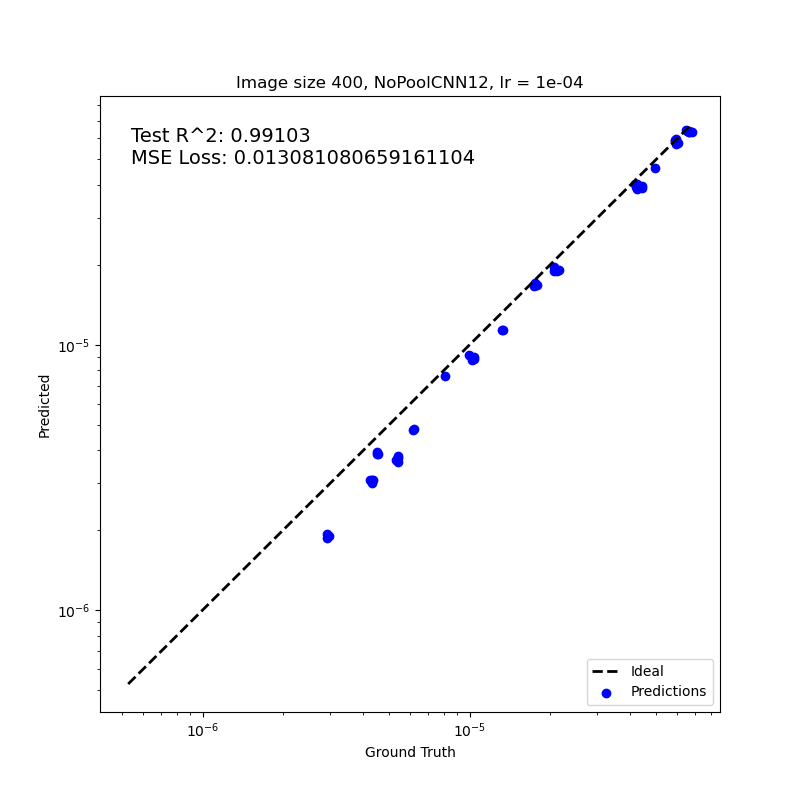 Image size 400, NoPoolCNN12, lr = 1e-04
Test R^2: 0.99103
MSE Loss: 0.013081080659161104
10⁻⁵
Predicted
10⁻⁶
Ideal
Predictions
10⁻⁶ 10⁻⁵
Ground Truth